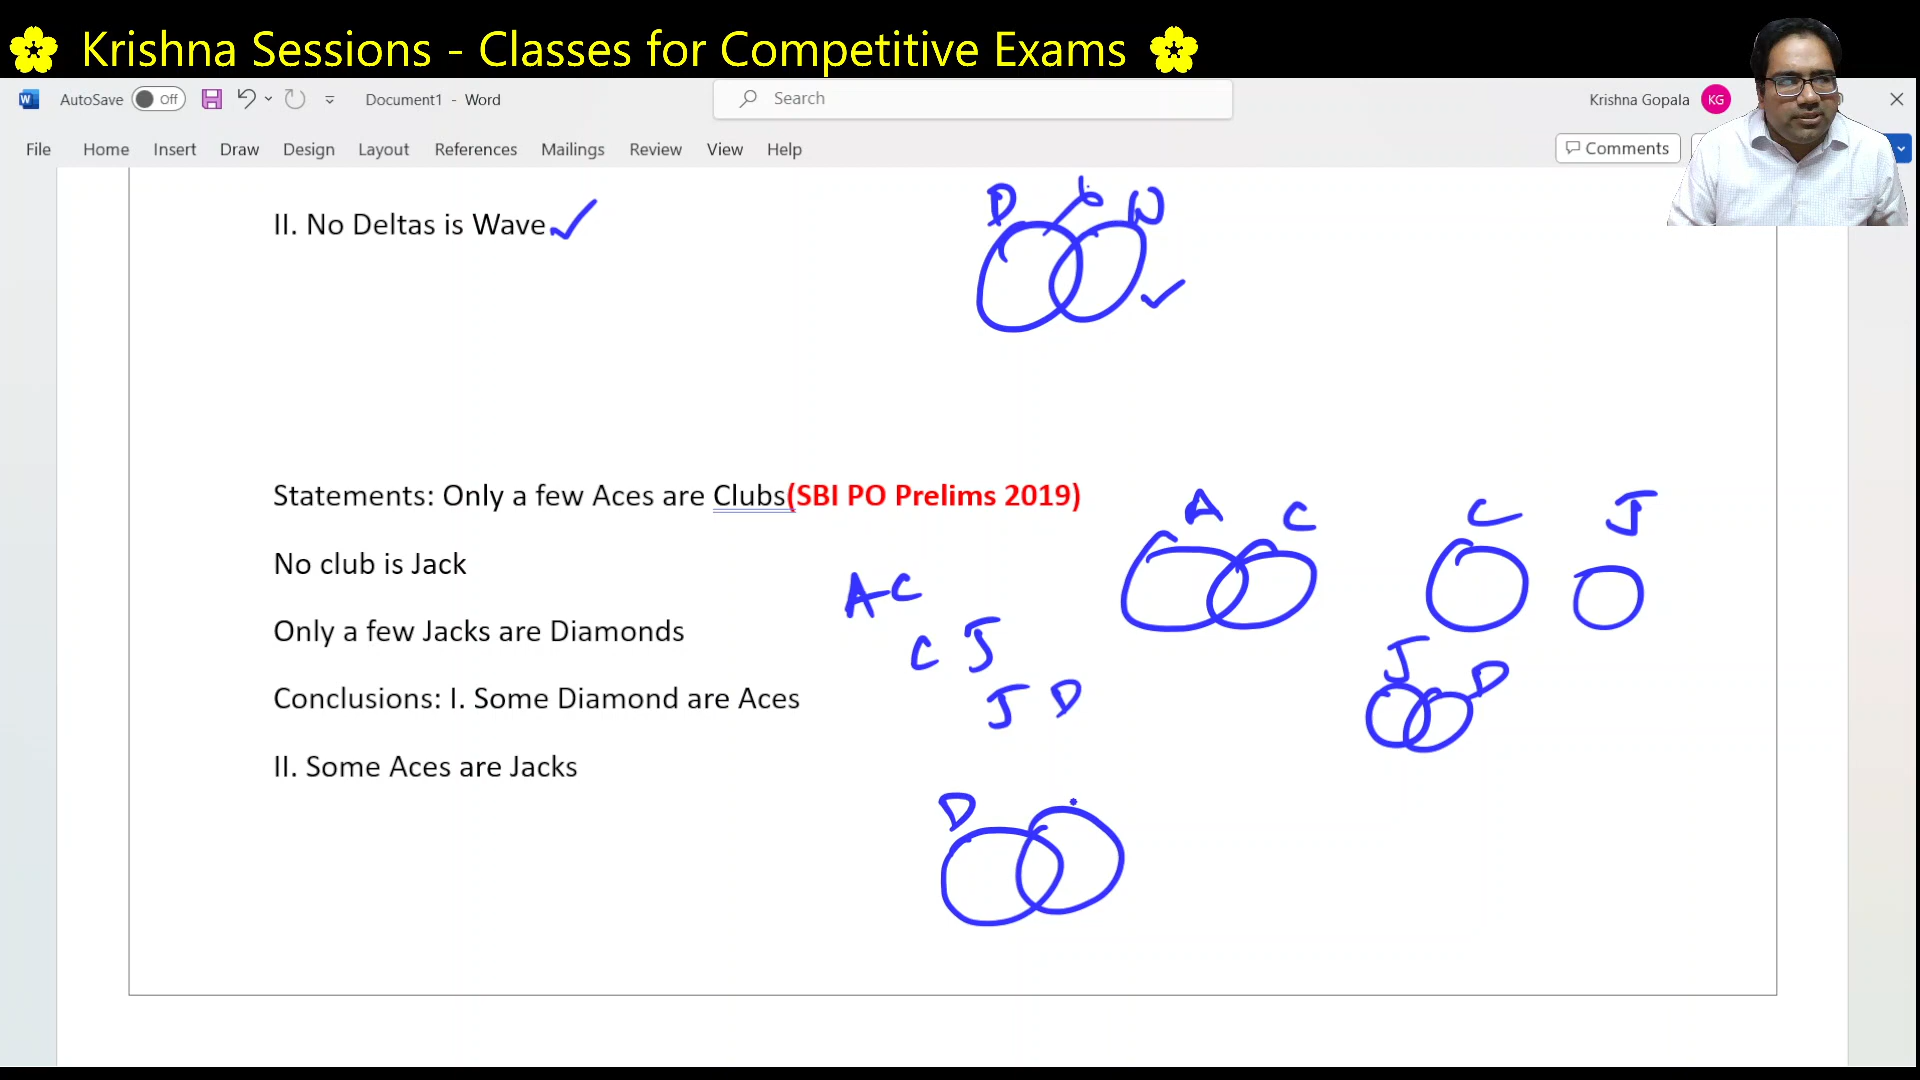 Krishna Sessions - Classes for Competitive Exams
AutoSave Off Document1 - Word Search Krishna Gopala KG
File Home Insert Draw Design Layout References Mailings Review View Help Comments
D W
II. No Deltas is Wave
Statements: Only a few Aces are Clubs(SBI PO Prelims 2019)
A C C J
No club is Jack
A C
Only a few Jacks are Diamonds
C J
J D
Conclusions: I. Some Diamond are Aces
J D
II. Some Aces are Jacks
D